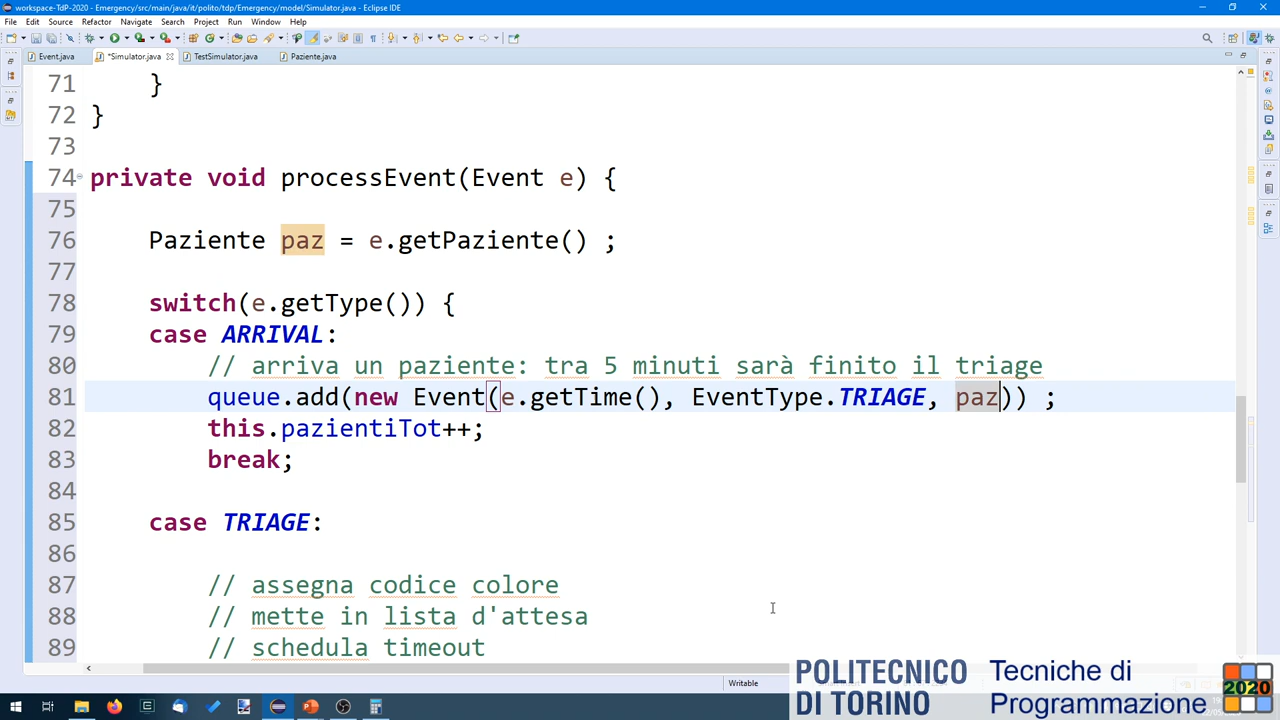 workspace-TdP-2020 - Emergency/src/main/java/it/polito/tdp/Emergency/model/Simulator.java - Eclipse IDE
File Edit Source Refactor Navigate Search Project Run Window Help
Event.java *Simulator.java TestSimulator.java Paziente.java
71 }
72 }
73
74 private void processEvent(Event e) {
75
76 Paziente paz = e.getPaziente() ;
77
78 switch(e.getType()) {
79 case ARRIVAL:
80 // arriva un paziente: tra 5 minuti sarà finito il triage
81 queue.add(new Event(e.getTime(), EventType.TRIAGE, paz)) ;
82 this.pazientiTot++;
83 break;
84
85 case TRIAGE:
86
87 // assegna codice colore
88 // mette in lista d'attesa
89 // schedula timeout
Writable
POLITECNICO
DI TORINO
Tecniche di
Programmazione
2020